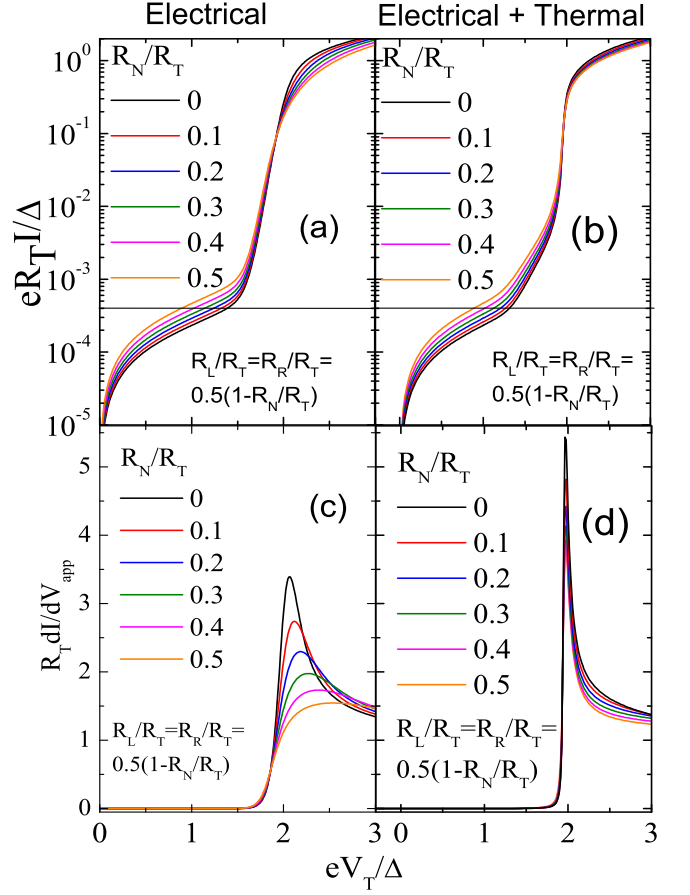 Electrical
Electrical + Thermal
10^0
10^-1
10^-2
10^-3
10^-4
10^-5
eR_T I/Δ
R_N/R_T
0
0.1
0.2
0.3
0.4
0.5
(a)
R_L/R_T=R_R/R_T=
0.5(1-R_N/R_T)
R_N/R_T
0
0.1
0.2
0.3
0.4
0.5
(b)
R_L/R_T=R_R/R_T=
0.5(1-R_N/R_T)
5
4
3
2
1
0
R_T dI/dV_app
R_N/R_T
0
0.1
0.2
0.3
0.4
0.5
(c)
R_L/R_T=R_R/R_T=
0.5(1-R_N/R_T)
R_N/R_T
0
0.1
0.2
0.3
0.4
0.5
(d)
R_L/R_T=R_R/R_T=
0.5(1-R_N/R_T)
0 1 2 3 0 1 2 3
eV_T/Δ